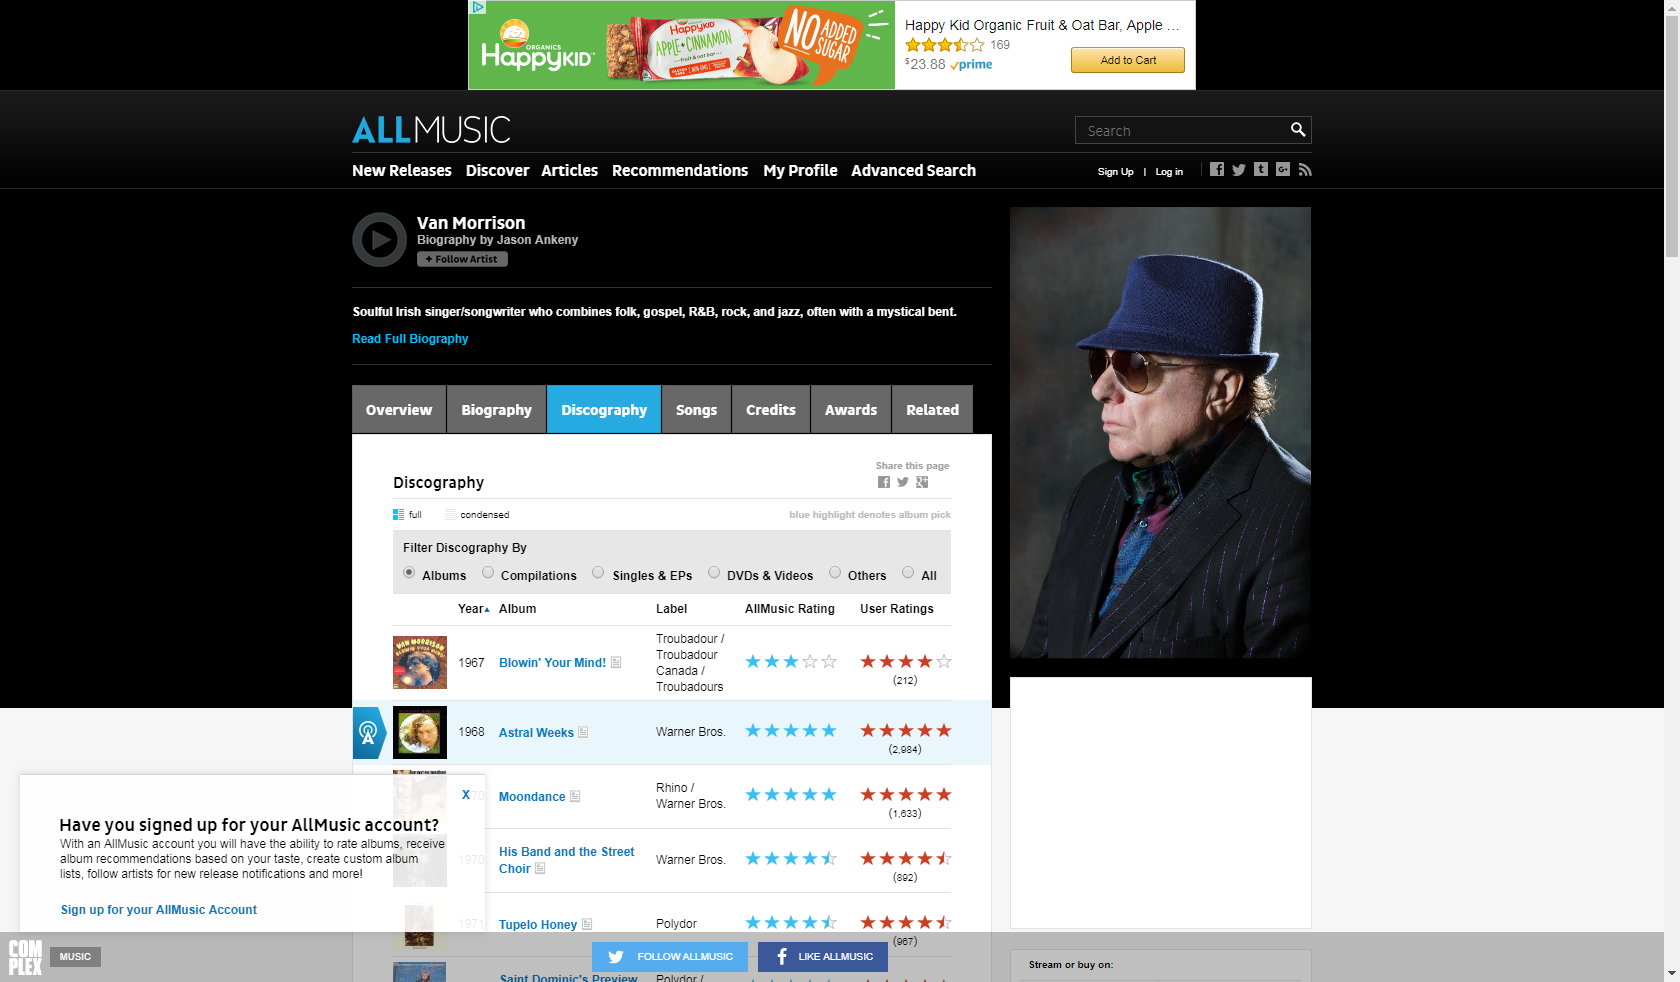 ORGANICS
HAPPYKID
HAPPYKID
APPLE + CINNAMON
fruit & oat bar
NO ADDED SUGAR
Happy Kid Organic Fruit & Oat Bar, Apple ...
169
$23.88 prime
Add to Cart
ALLMUSIC
Search
New Releases Discover Articles Recommendations My Profile Advanced Search
Sign Up | Log in
Van Morrison
Biography by Jason Ankeny
+ Follow Artist
Soulful Irish singer/songwriter who combines folk, gospel, R&B, rock, and jazz, often with a mystical bent.
Read Full Biography
Overview Biography Discography Songs Credits Awards Related
Share this page
Discography
full condensed
blue highlight denotes album pick
Filter Discography By
Albums Compilations Singles & EPs DVDs & Videos Others All
Year Album Label AllMusic Rating User Ratings
VAN MORRISON
BLOWIN' YOUR MIND!
1967 Blowin' Your Mind!
Troubadour /
Troubadour
Canada /
Troubadours
(212)
1968 Astral Weeks Warner Bros.
(2,984)
Moondance
Rhino /
Warner Bros.
(1,633)
1970
His Band and the Street
Choir
Warner Bros.
(892)
1971 Tupelo Honey Polydor
(967)
Saint Dominic's Preview Polydor /
X
Have you signed up for your AllMusic account?
With an AllMusic account you will have the ability to rate albums, receive
album recommendations based on your taste, create custom album
lists, follow artists for new release notifications and more!
Sign up for your AllMusic Account
COMPLEX
MUSIC
FOLLOW ALLMUSIC
LIKE ALLMUSIC
Stream or buy on: